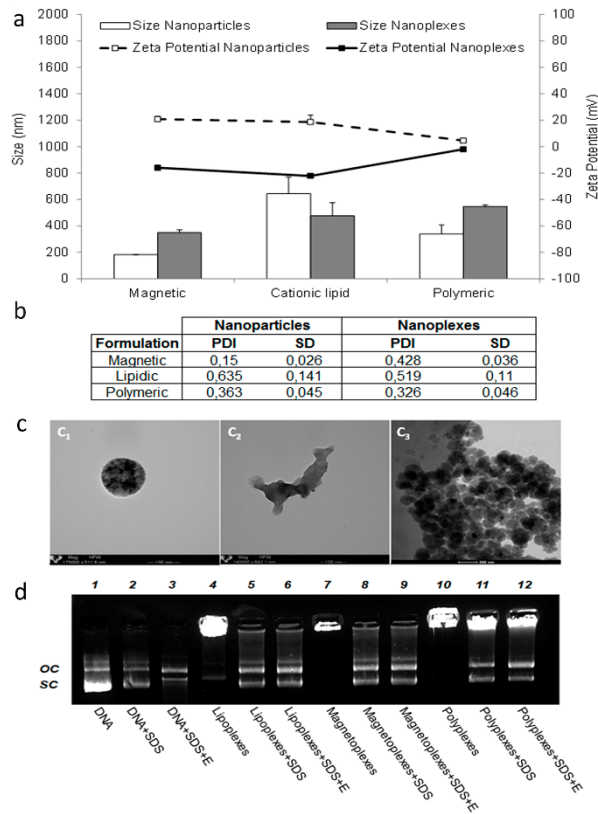 a
2000
1800
1600
1400
1200
1000
800
600
400
200
0
Size (nm)
Size Nanoparticles
Size Nanoplexes
Zeta Potential Nanoparticles
Zeta Potential Nanoplexes
100
80
60
40
20
0
-20
-40
-60
-80
-100
Zeta Potential (mV)
Magnetic
Cationic lipid
Polymeric
b
Nanoparticles Nanoplexes
Formulation PDI SD PDI SD
Magnetic 0,15 0,026 0,428 0,036
Lipidic 0,635 0,141 0,519 0,11
Polymeric 0,363 0,045 0,326 0,046
c
C1
C2
C3
Mag HFW
Mag HFW
d
1 2 3 4 5 6 7 8 9 10 11 12
OC
SC
DNA
DNA+SDS
DNA+SDS+E
Lipoplexes
Lipoplexes+SDS
Lipoplexes+SDS+E
Magnetoplexes
Magnetoplexes+SDS
Magnetoplexes+SDS+E
Polyplexes
Polyplexes+SDS
Polyplexes+SDS+E